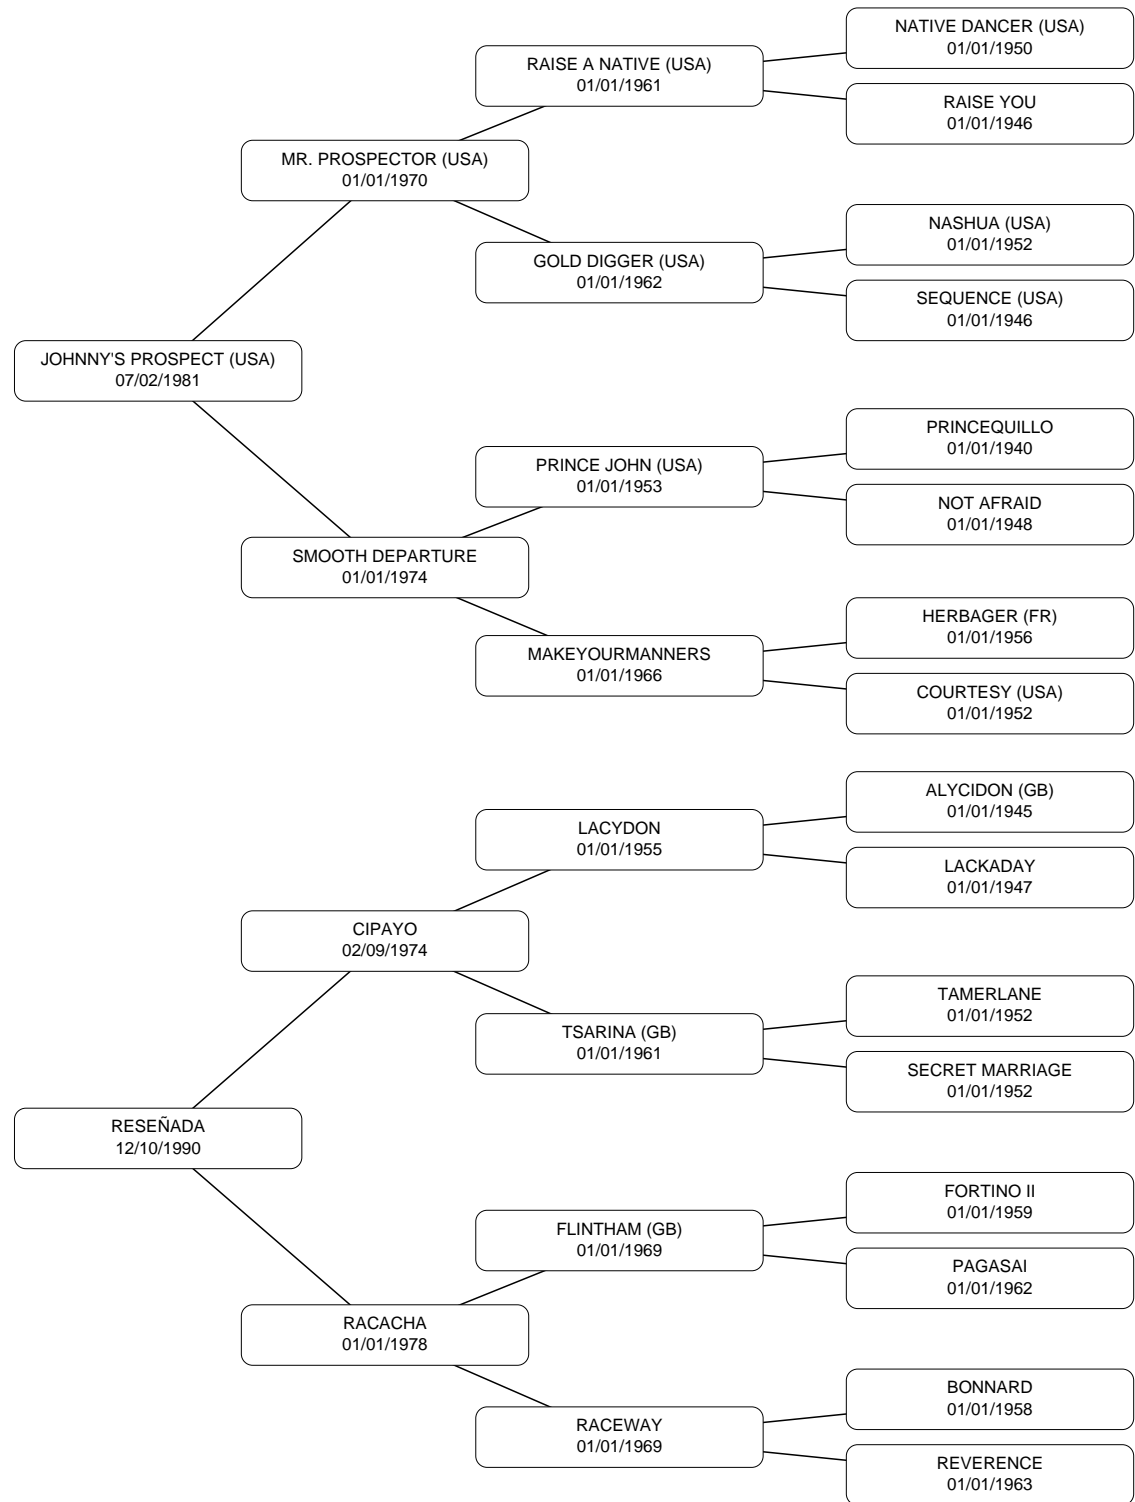 NATIVE DANCER (USA)
01/01/1950
RAISE A NATIVE (USA)
01/01/1961
RAISE YOU
01/01/1946
MR. PROSPECTOR (USA)
01/01/1970
NASHUA (USA)
01/01/1952
GOLD DIGGER (USA)
01/01/1962
SEQUENCE (USA)
01/01/1946
JOHNNY'S PROSPECT (USA)
07/02/1981
PRINCEQUILLO
01/01/1940
PRINCE JOHN (USA)
01/01/1953
NOT AFRAID
01/01/1948
SMOOTH DEPARTURE
01/01/1974
HERBAGER (FR)
01/01/1956
MAKEYOURMANNERS
01/01/1966
COURTESY (USA)
01/01/1952
ALYCIDON (GB)
01/01/1945
LACYDON
01/01/1955
LACKADAY
01/01/1947
CIPAYO
02/09/1974
TAMERLANE
01/01/1952
TSARINA (GB)
01/01/1961
SECRET MARRIAGE
01/01/1952
RESEÑADA
12/10/1990
FORTINO II
01/01/1959
FLINTHAM (GB)
01/01/1969
PAGASAI
01/01/1962
RACACHA
01/01/1978
BONNARD
01/01/1958
RACEWAY
01/01/1969
REVERENCE
01/01/1963